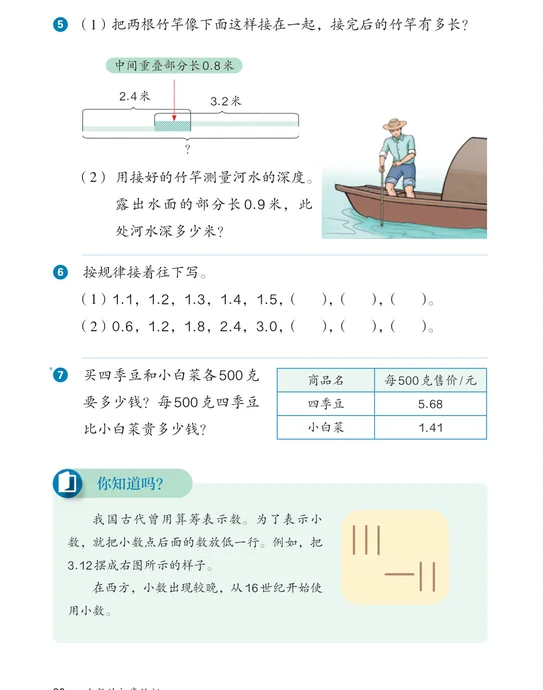 5 (1) 把两根竹竿像下面这样接在一起，接完后的竹竿有多长？
中间重叠部分长0.8米
2.4米
3.2米
?
(2) 用接好的竹竿测量河水的深度。
露出水面的部分长0.9米，此
处河水深多少米？
6 按规律接着往下写。
(1) 1.1，1.2，1.3，1.4，1.5，( )，( )，( )。
(2) 0.6，1.2，1.8，2.4，3.0，( )，( )，( )。
*7 买四季豆和小白菜各500克
要多少钱？每500克四季豆
比小白菜贵多少钱？
商品名 每500克售价/元
四季豆 5.68
小白菜 1.41
你知道吗？
我国古代曾用算筹表示数。为了表示小
数，就把小数点后面的数放低一行。例如，把
3.12摆成右图所示的样子。
在西方，小数出现较晚，从16世纪开始使
用小数。